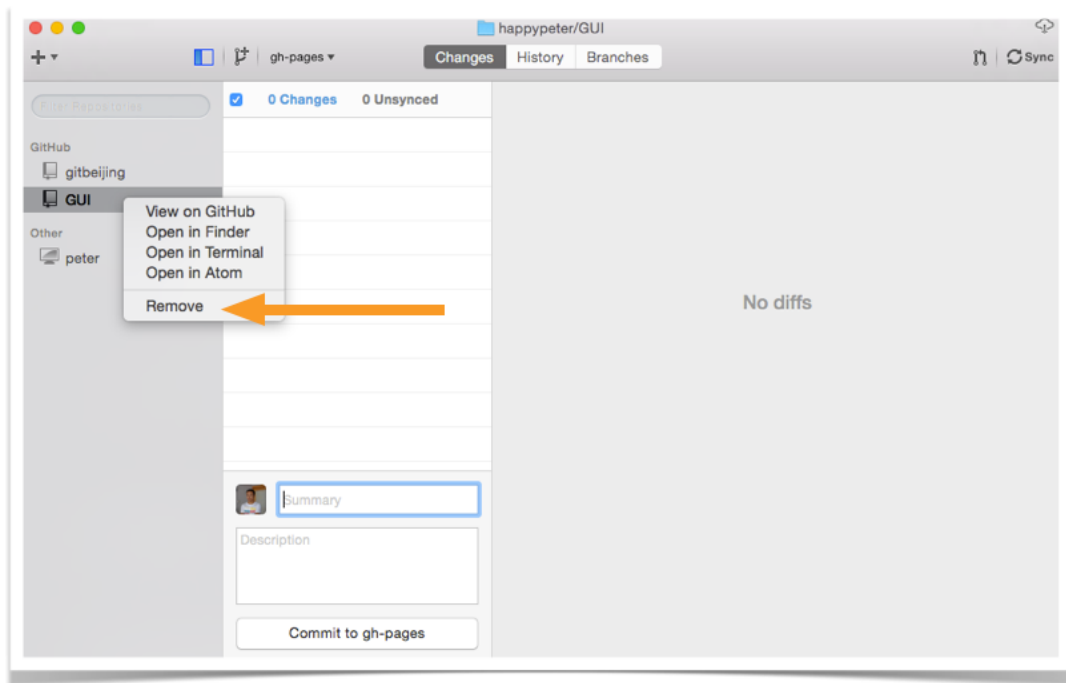 happypeter/GUI
gh-pages
Changes History Branches
Sync
Filter Repositories
0 Changes 0 Unsynced
GitHub
gitbeijing
GUI
View on GitHub
Open in Finder
Open in Terminal
Open in Atom
Remove
Other
peter
No diffs
Summary
Description
Commit to gh-pages